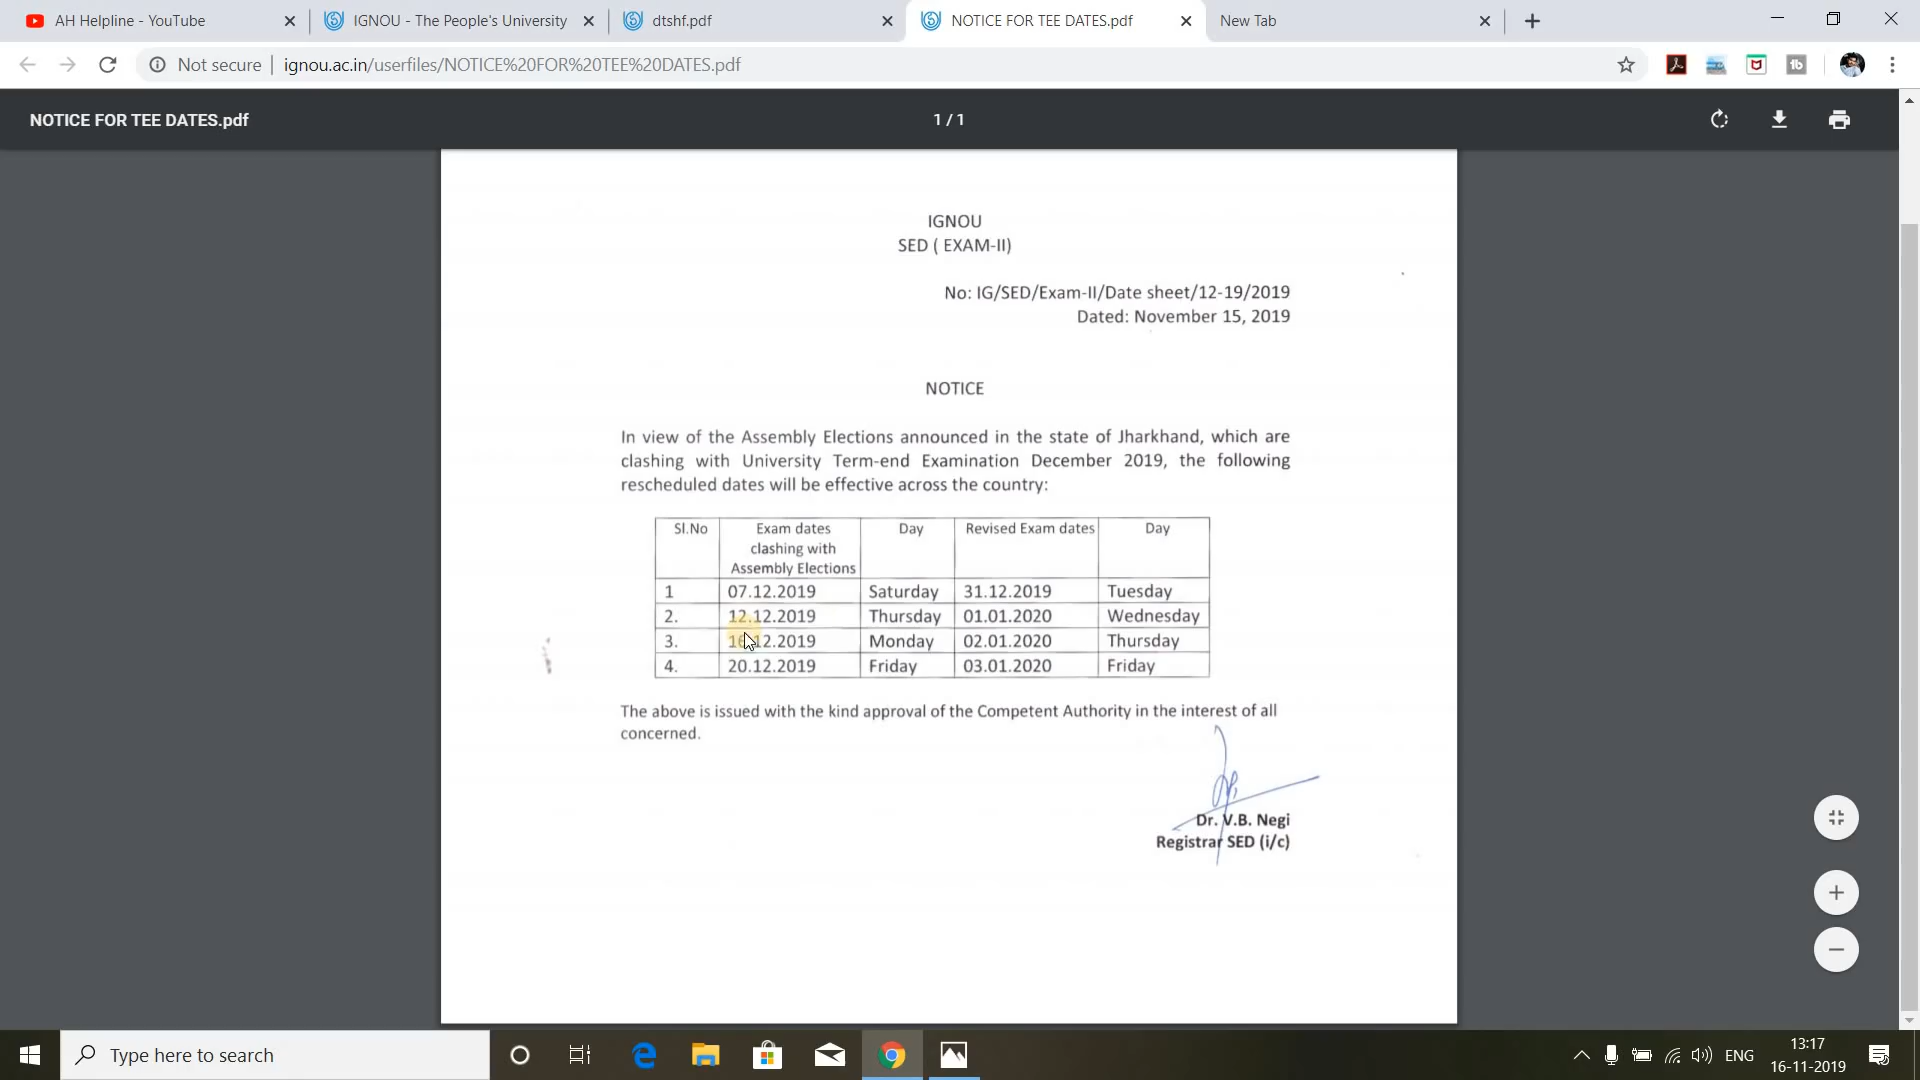 AH Helpline - YouTube
IGNOU - The People's University
dtshf.pdf
NOTICE FOR TEE DATES.pdf
New Tab
Not secure | ignou.ac.in/userfiles/NOTICE%20FOR%20TEE%20DATES.pdf
NOTICE FOR TEE DATES.pdf
1 / 1
IGNOU
SED ( EXAM-II)
No: IG/SED/Exam-II/Date sheet/12-19/2019
Dated: November 15, 2019
NOTICE
In view of the Assembly Elections announced in the state of Jharkhand, which are
clashing with University Term-end Examination December 2019, the following
rescheduled dates will be effective across the country:
Sl.No Exam dates clashing with Assembly Elections Day Revised Exam dates Day
1 07.12.2019 Saturday 31.12.2019 Tuesday
2. 12.12.2019 Thursday 01.01.2020 Wednesday
3. 16.12.2019 Monday 02.01.2020 Thursday
4. 20.12.2019 Friday 03.01.2020 Friday
The above is issued with the kind approval of the Competent Authority in the interest of all
concerned.
Dr. V.B. Negi
Registrar SED (i/c)
Type here to search
ENG
13:17
16-11-2019